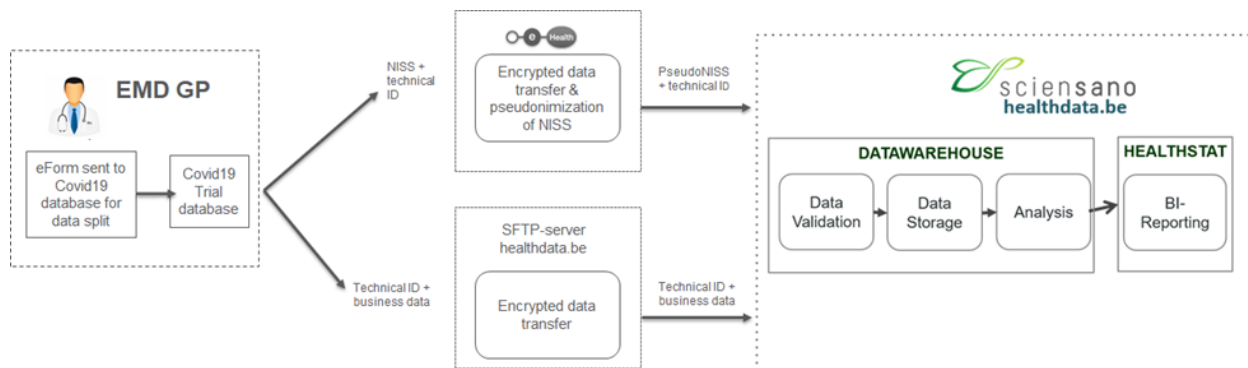 EMD GP
eForm sent to
Covid19
database for
data split
Covid19
Trial
database
NISS +
technical
ID
Technical ID +
business data
e Health
Encrypted data
transfer &
pseudonimization
of NISS
SFTP-server
healthdata.be
Encrypted data
transfer
PseudoNISS
+ technical ID
Technical ID +
business data
sciensano
healthdata.be
DATAWAREHOUSE
Data
Validation
Data
Storage
Analysis
HEALTHSTAT
BI-
Reporting